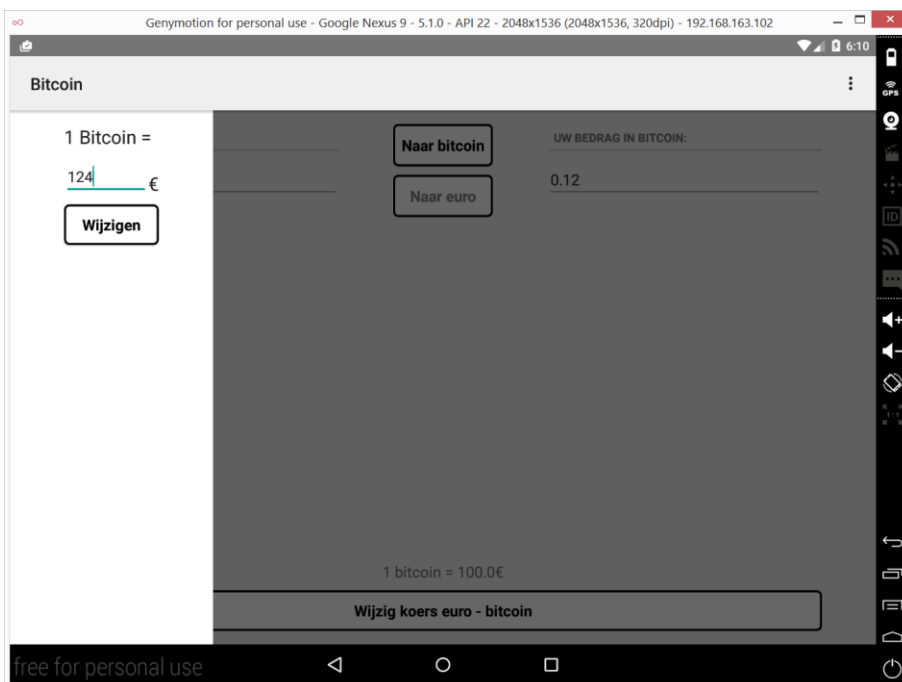 Genymotion for personal use - Google Nexus 9 - 5.1.0 - API 22 - 2048x1536 (2048x1536, 320dpi) - 192.168.163.102
6:10
Bitcoin
GPS
1 Bitcoin =
124 €
Wijzigen
Naar bitcoin
Naar euro
UW BEDRAG IN BITCOIN:
0.12
ID
1:1
1 bitcoin = 100.0€
Wijzig koers euro - bitcoin
free for personal use